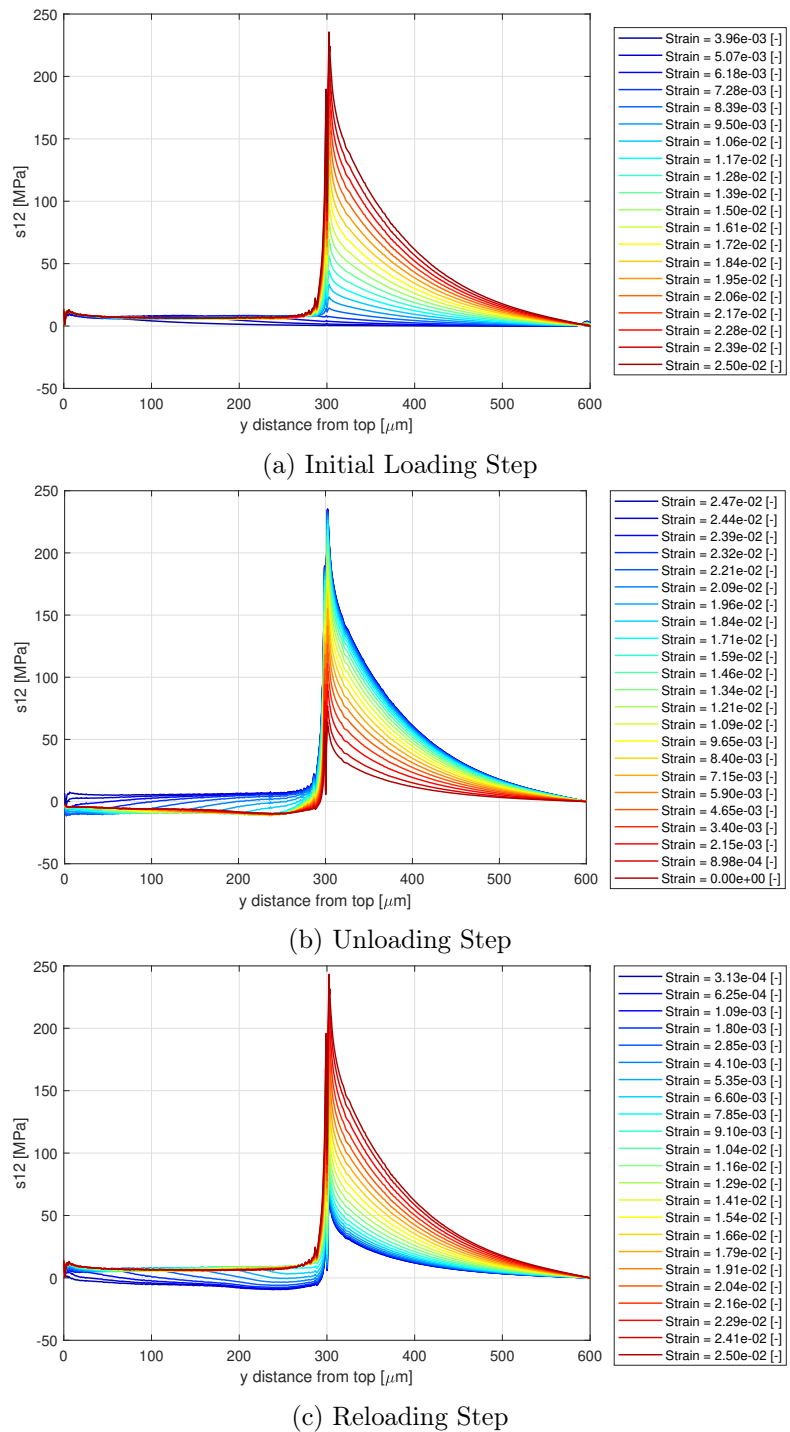 250
200
150
100
50
0
-50
s12 [MPa]
0 100 200 300 400 500 600
y distance from top [μm]
Strain = 3.96e-03 [-]
Strain = 5.07e-03 [-]
Strain = 6.18e-03 [-]
Strain = 7.28e-03 [-]
Strain = 8.39e-03 [-]
Strain = 9.50e-03 [-]
Strain = 1.06e-02 [-]
Strain = 1.17e-02 [-]
Strain = 1.28e-02 [-]
Strain = 1.39e-02 [-]
Strain = 1.50e-02 [-]
Strain = 1.61e-02 [-]
Strain = 1.72e-02 [-]
Strain = 1.84e-02 [-]
Strain = 1.95e-02 [-]
Strain = 2.06e-02 [-]
Strain = 2.17e-02 [-]
Strain = 2.28e-02 [-]
Strain = 2.39e-02 [-]
Strain = 2.50e-02 [-]
(a) Initial Loading Step
250
200
150
100
50
0
-50
s12 [MPa]
0 100 200 300 400 500 600
y distance from top [μm]
Strain = 2.47e-02 [-]
Strain = 2.44e-02 [-]
Strain = 2.39e-02 [-]
Strain = 2.32e-02 [-]
Strain = 2.21e-02 [-]
Strain = 2.09e-02 [-]
Strain = 1.96e-02 [-]
Strain = 1.84e-02 [-]
Strain = 1.71e-02 [-]
Strain = 1.59e-02 [-]
Strain = 1.46e-02 [-]
Strain = 1.34e-02 [-]
Strain = 1.21e-02 [-]
Strain = 1.09e-02 [-]
Strain = 9.65e-03 [-]
Strain = 8.40e-03 [-]
Strain = 7.15e-03 [-]
Strain = 5.90e-03 [-]
Strain = 4.65e-03 [-]
Strain = 3.40e-03 [-]
Strain = 2.15e-03 [-]
Strain = 8.98e-04 [-]
Strain = 0.00e+00 [-]
(b) Unloading Step
250
200
150
100
50
0
-50
s12 [MPa]
0 100 200 300 400 500 600
y distance from top [μm]
Strain = 3.13e-04 [-]
Strain = 6.25e-04 [-]
Strain = 1.09e-03 [-]
Strain = 1.80e-03 [-]
Strain = 2.85e-03 [-]
Strain = 4.10e-03 [-]
Strain = 5.35e-03 [-]
Strain = 6.60e-03 [-]
Strain = 7.85e-03 [-]
Strain = 9.10e-03 [-]
Strain = 1.04e-02 [-]
Strain = 1.16e-02 [-]
Strain = 1.29e-02 [-]
Strain = 1.41e-02 [-]
Strain = 1.54e-02 [-]
Strain = 1.66e-02 [-]
Strain = 1.79e-02 [-]
Strain = 1.91e-02 [-]
Strain = 2.04e-02 [-]
Strain = 2.16e-02 [-]
Strain = 2.29e-02 [-]
Strain = 2.41e-02 [-]
Strain = 2.50e-02 [-]
(c) Reloading Step